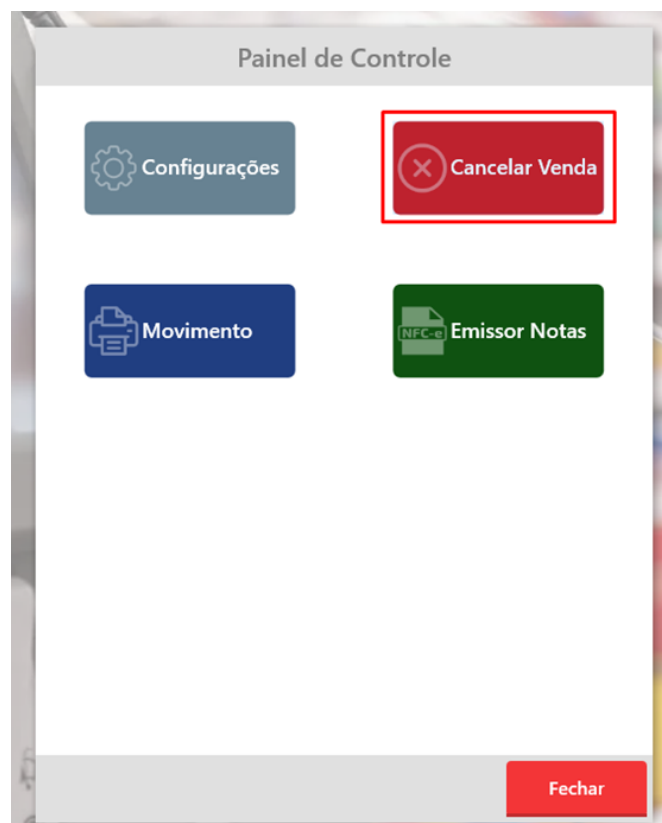 Painel de Controle
Configurações
Cancelar Venda
Movimento
NFC-e
Emissor Notas
Fechar